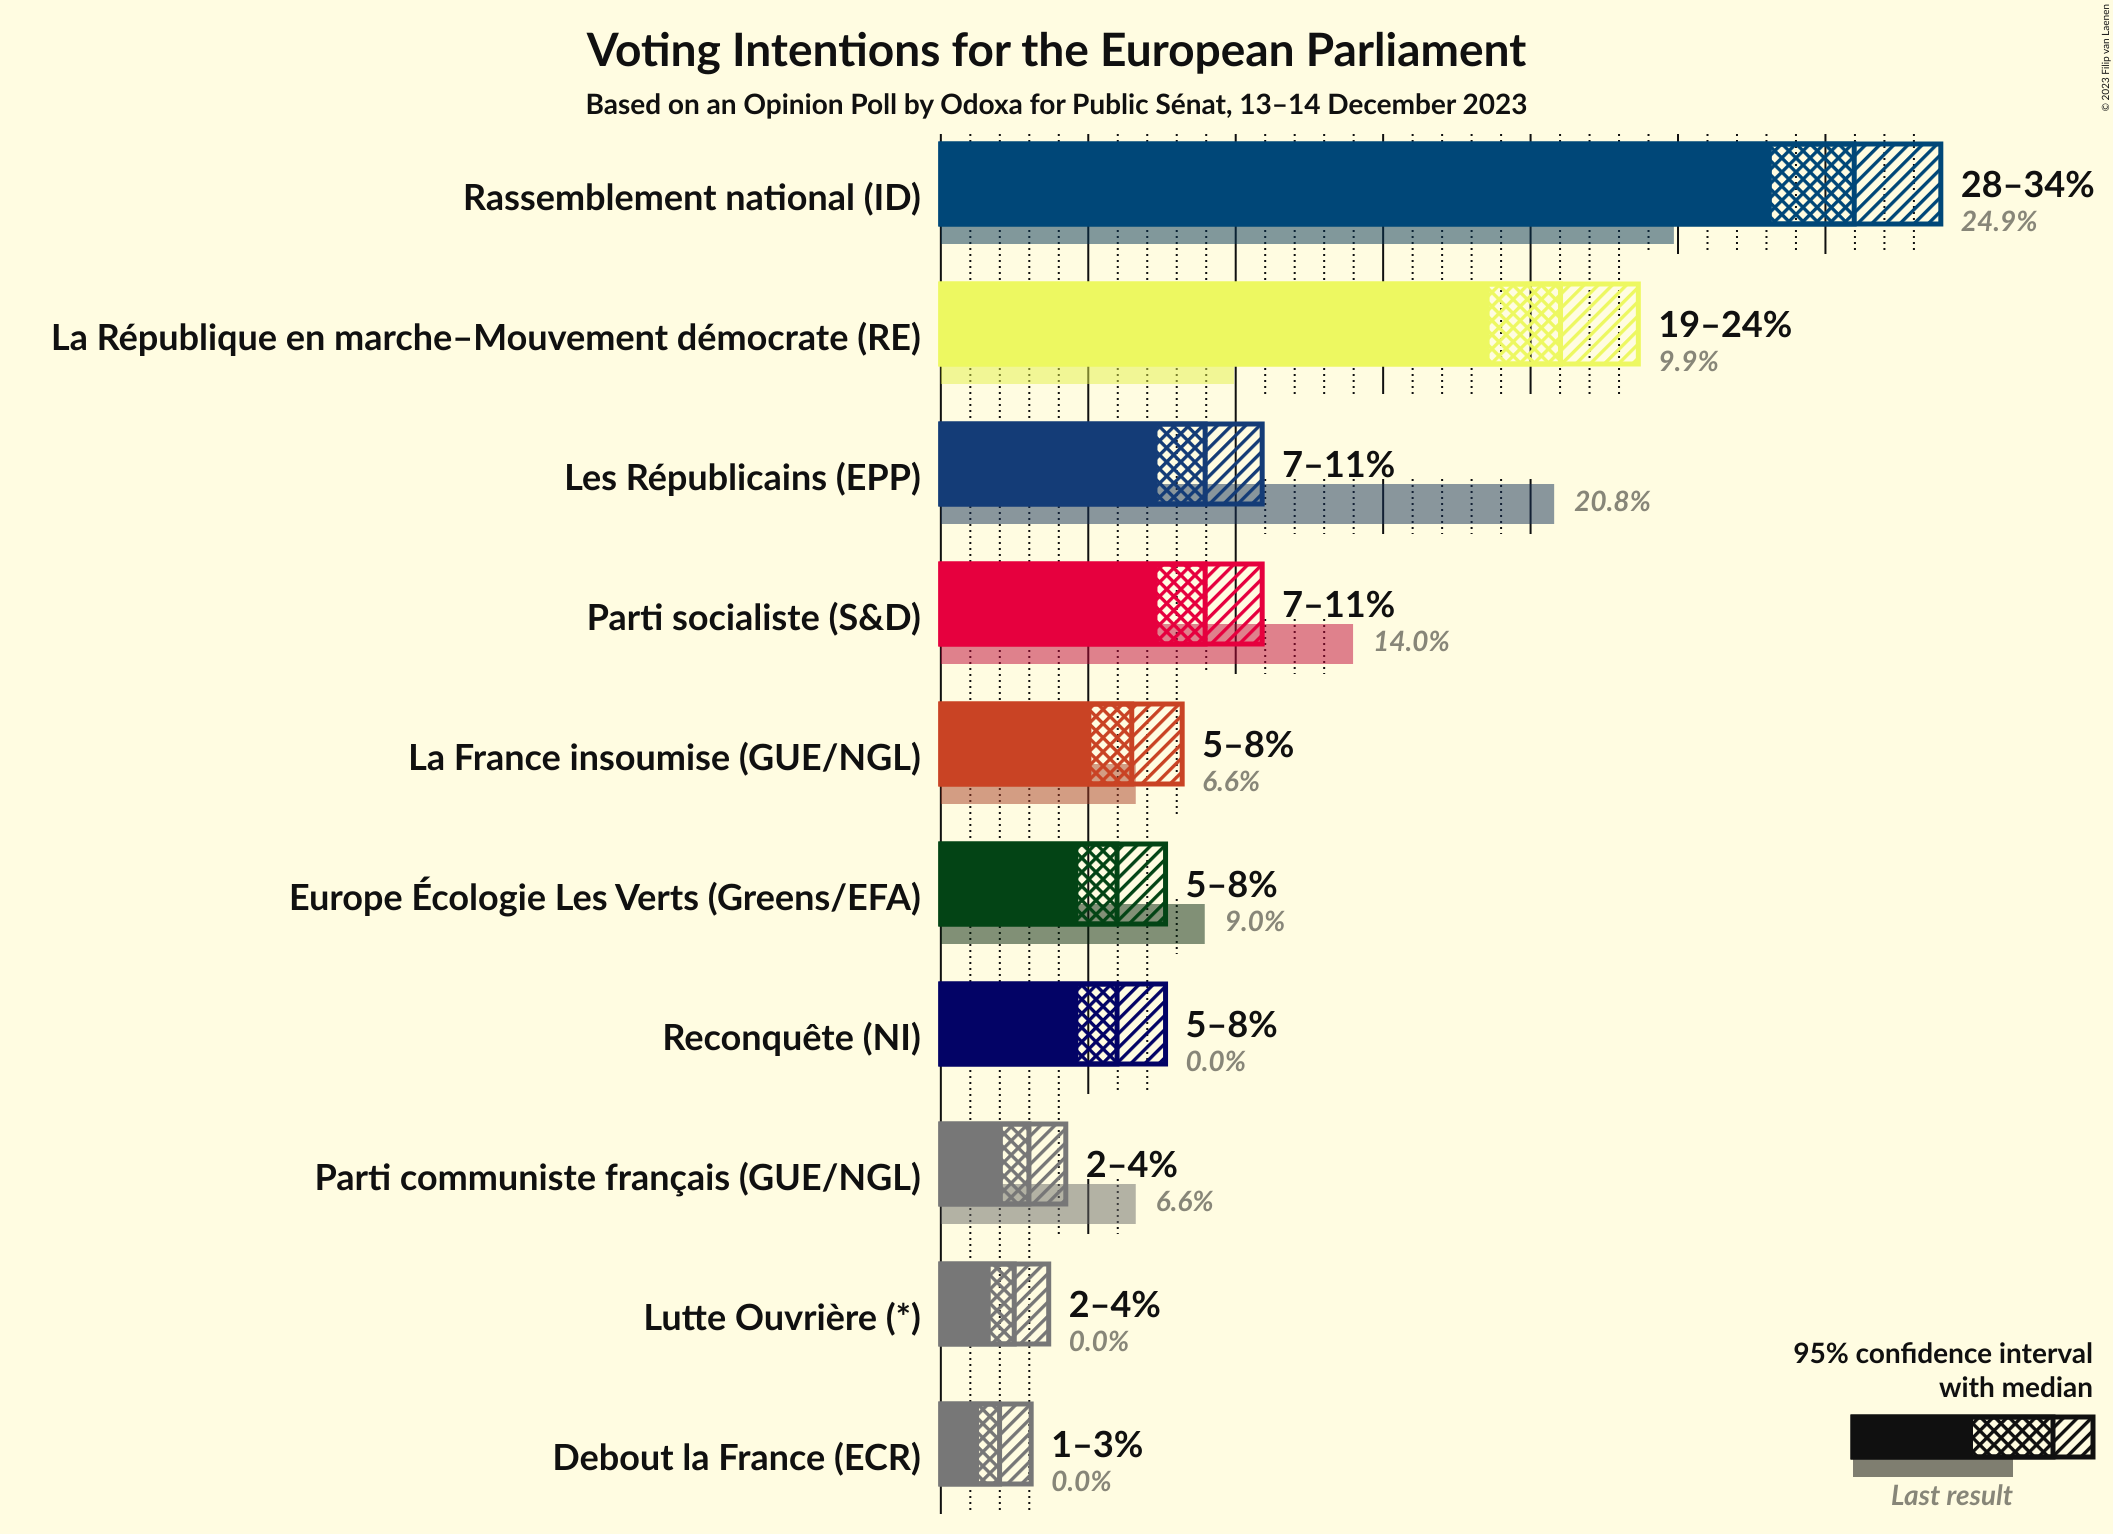 Voting Intentions for the European Parliament
Based on an Opinion Poll by Odoxa for Public Sénat, 13–14 December 2023
© 2023 Filip van Laenen
Rassemblement national (ID)
28–34%
24.9%
La République en marche–Mouvement démocrate (RE)
19–24%
9.9%
Les Républicains (EPP)
7–11%
20.8%
Parti socialiste (S&D)
7–11%
14.0%
La France insoumise (GUE/NGL)
5–8%
6.6%
Europe Écologie Les Verts (Greens/EFA)
5–8%
9.0%
Reconquête (NI)
5–8%
0.0%
Parti communiste français (GUE/NGL)
2–4%
6.6%
Lutte Ouvrière (*)
2–4%
0.0%
Debout la France (ECR)
1–3%
0.0%
95% confidence interval
with median
Last result